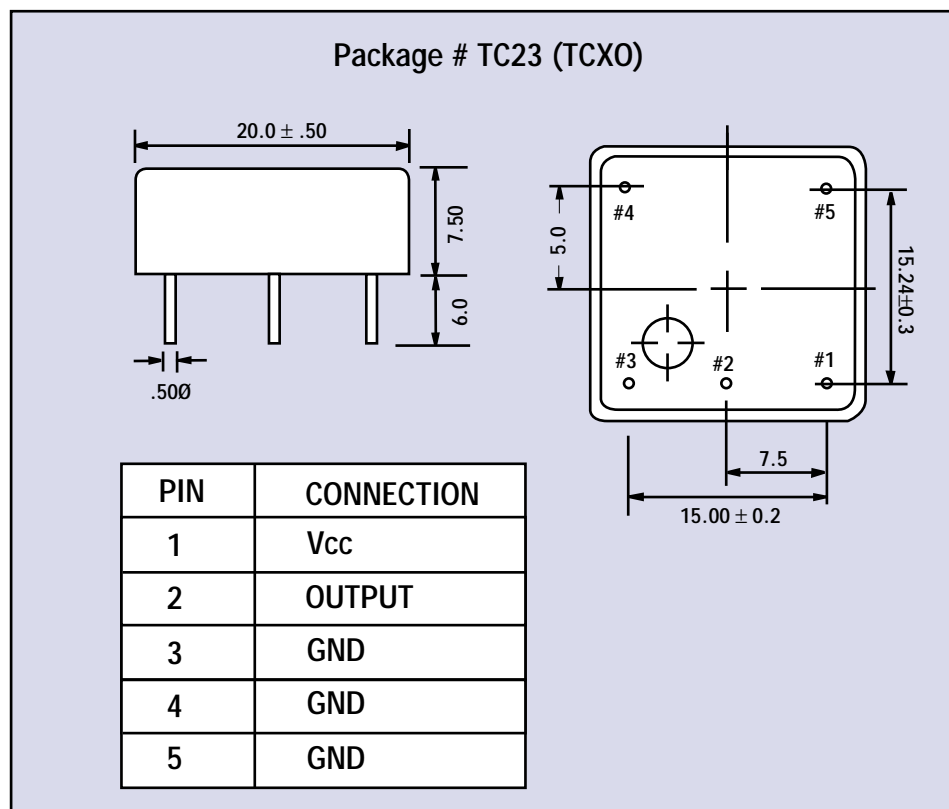 Package # TC23 (TCXO)
20.0 ± .50
7.50
6.0
.50Ø
#4
#5
5.0
15.24±0.3
#3
#2
#1
7.5
15.00 ± 0.2
PIN CONNECTION
1 Vcc
2 OUTPUT
3 GND
4 GND
5 GND